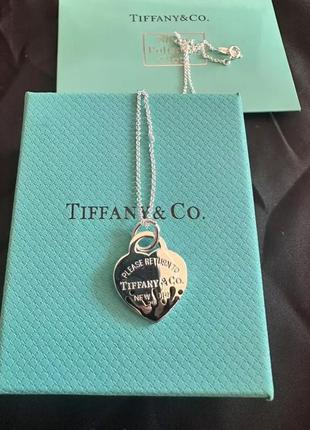 TIFFANY & CO.
TIFFANY & CO.
PLEASE RETURN TO
TIFFANY & CO.
NEW